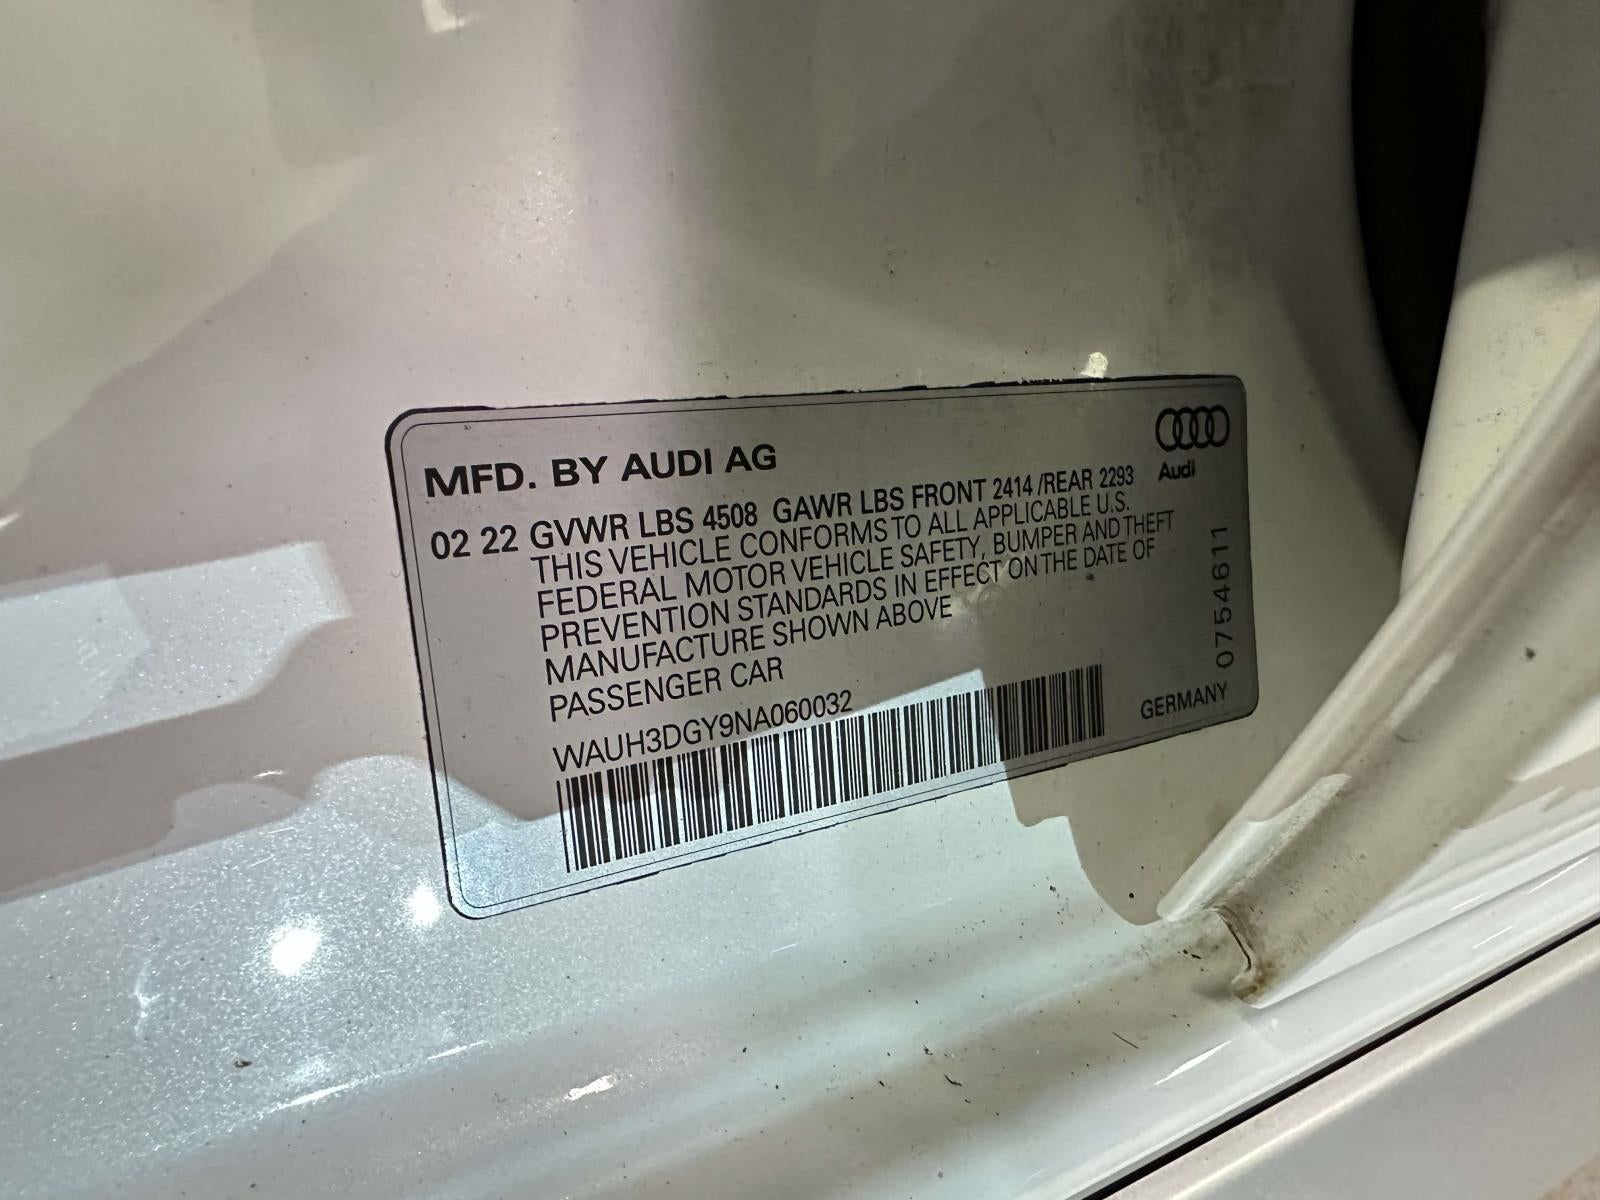 MFD. BY AUDI AG
Audi
02 22 GVWR LBS 4508 GAWR LBS FRONT 2414 /REAR 2293
THIS VEHICLE CONFORMS TO ALL APPLICABLE U.S.
FEDERAL MOTOR VEHICLE SAFETY, BUMPER AND THEFT
PREVENTION STANDARDS IN EFFECT ON THE DATE OF
MANUFACTURE SHOWN ABOVE
PASSENGER CAR
WAUH3DGY9NA060032
GERMANY
0754611